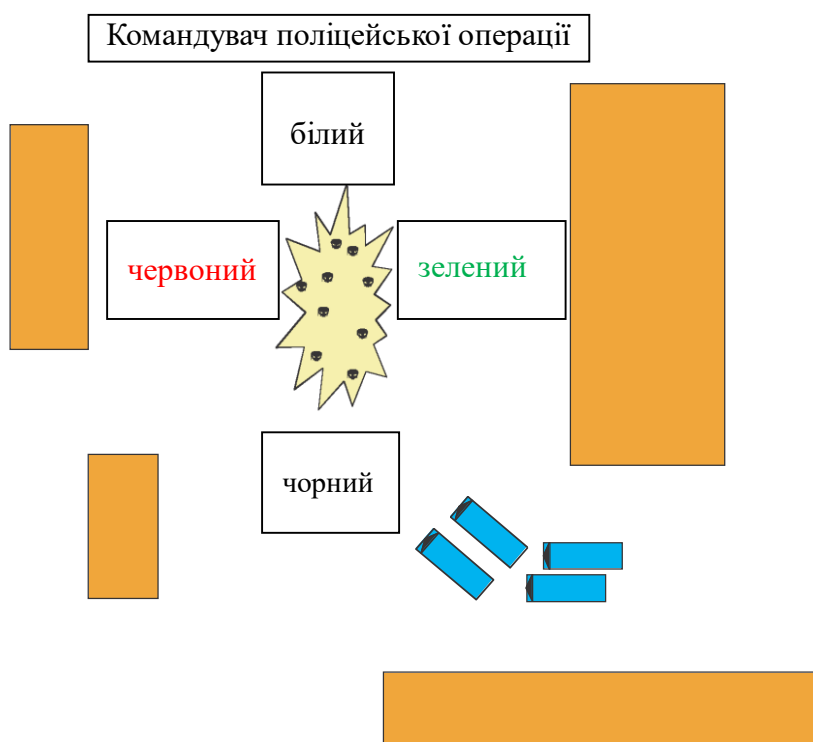 Командувач поліцейської операції
білий
червоний
зелений
чорний